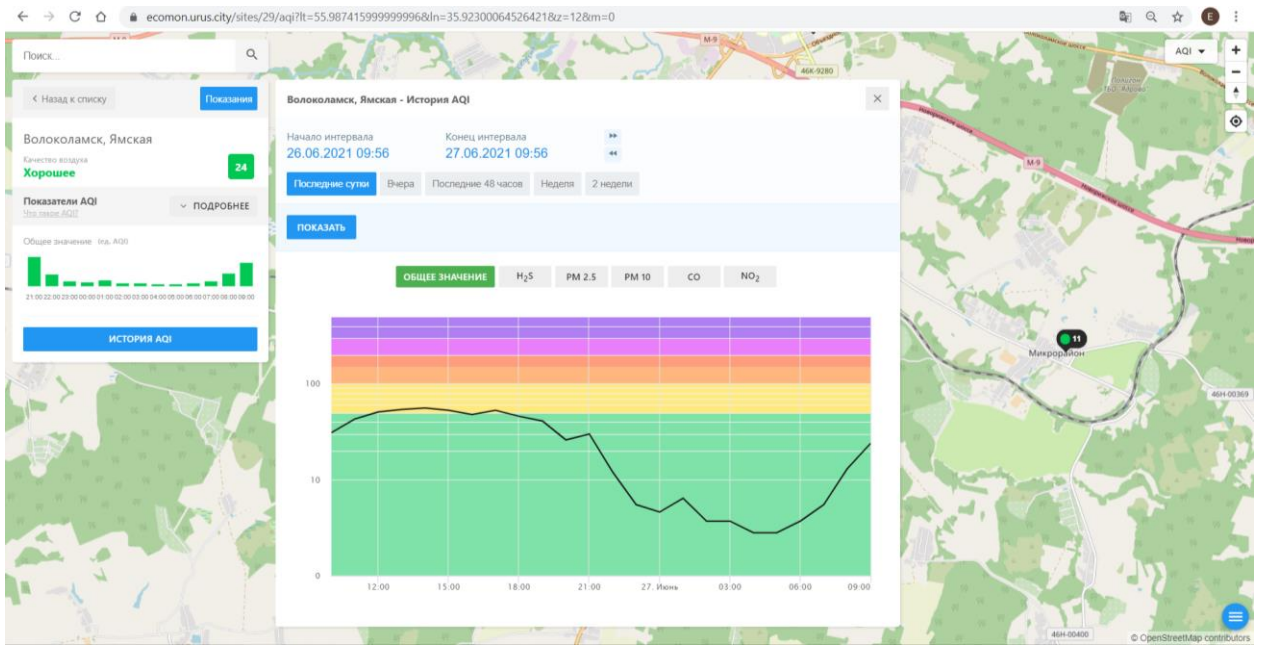 ecomon.urus.city/sites/29/aqi?lt=55.987415999999996&ln=35.923000645264218&z=12&m=0
E
Поиск...
М-9
46К-9280
AQI
Назад к списку
Показания
Волоколамск, Ямская - История AQI
Волоколамск, Ямская
Качество воздуха
Хорошее
24
Начало интервала
Конец интервала
26.06.2021 09:56
27.06.2021 09:56
Последние сутки
Вчера
Последние 48 часов
Неделя
2 недели
Показатели AQI
Что такое AQI?
ПОДРОБНЕЕ
ПОКАЗАТЬ
Общее значение (ед. AQI)
21:00 22:00 23:00 00:00 01:00 02:00 03:00 04:00 05:00 06:00 07:00 08:00 09:00
ИСТОРИЯ AQI
ОБЩЕЕ ЗНАЧЕНИЕ
H₂S
PM 2.5
PM 10
CO
NO₂
100
10
0
12:00
15:00
18:00
21:00
27. Июнь
03:00
06:00
09:00
М-9
11
Микрорайон
46Н-00369
46Н-00400
© OpenStreetMap contributors